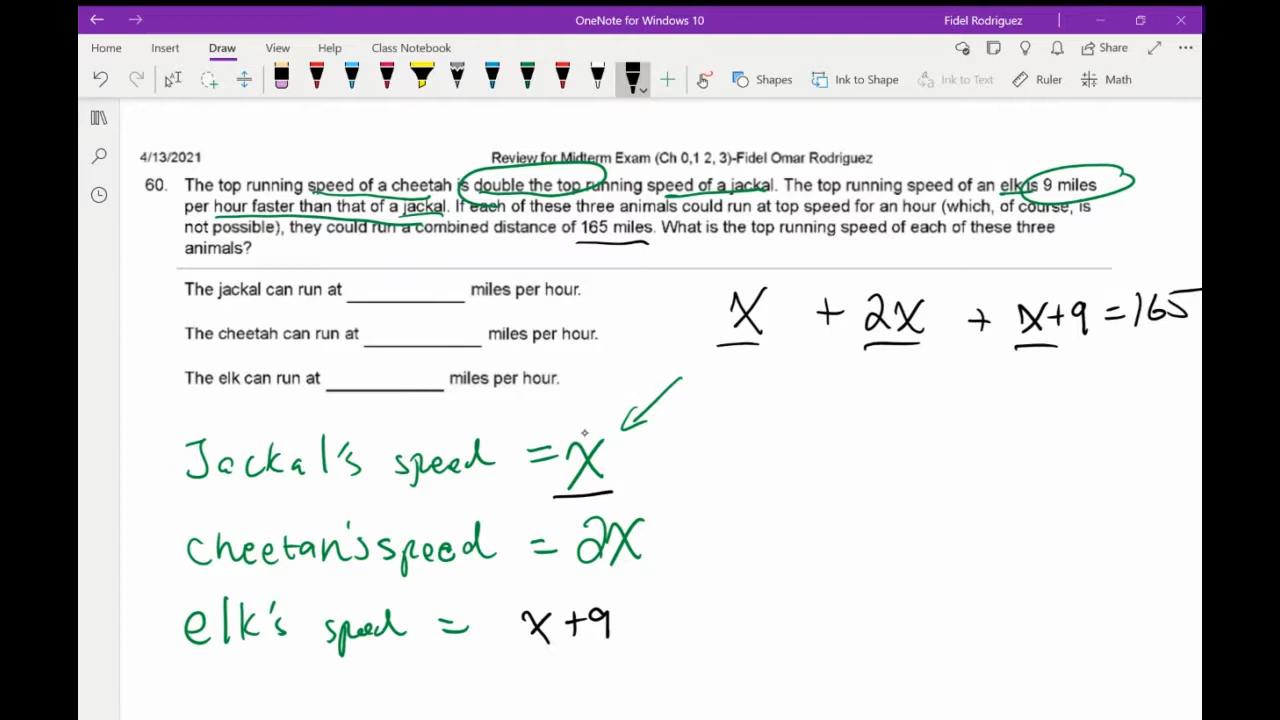 OneNote for Windows 10
Fidel Rodriguez
Home Insert Draw View Help Class Notebook
Share
Shapes Ink to Shape Ink to Text Ruler Math
4/13/2021 Review for Midterm Exam (Ch 0,1 2, 3)-Fidel Omar Rodriguez
60. The top running speed of a cheetah is double the top running speed of a jackal. The top running speed of an elk is 9 miles
per hour faster than that of a jackal. If each of these three animals could run at top speed for an hour (which, of course, is
not possible), they could run a combined distance of 165 miles. What is the top running speed of each of these three
animals?
The jackal can run at ____________ miles per hour.
The cheetah can run at ____________ miles per hour.
The elk can run at ____________ miles per hour.
x + 2x + x+9 = 165
Jackal's speed = x
cheetan's speed = 2x
elk's speed = x+9